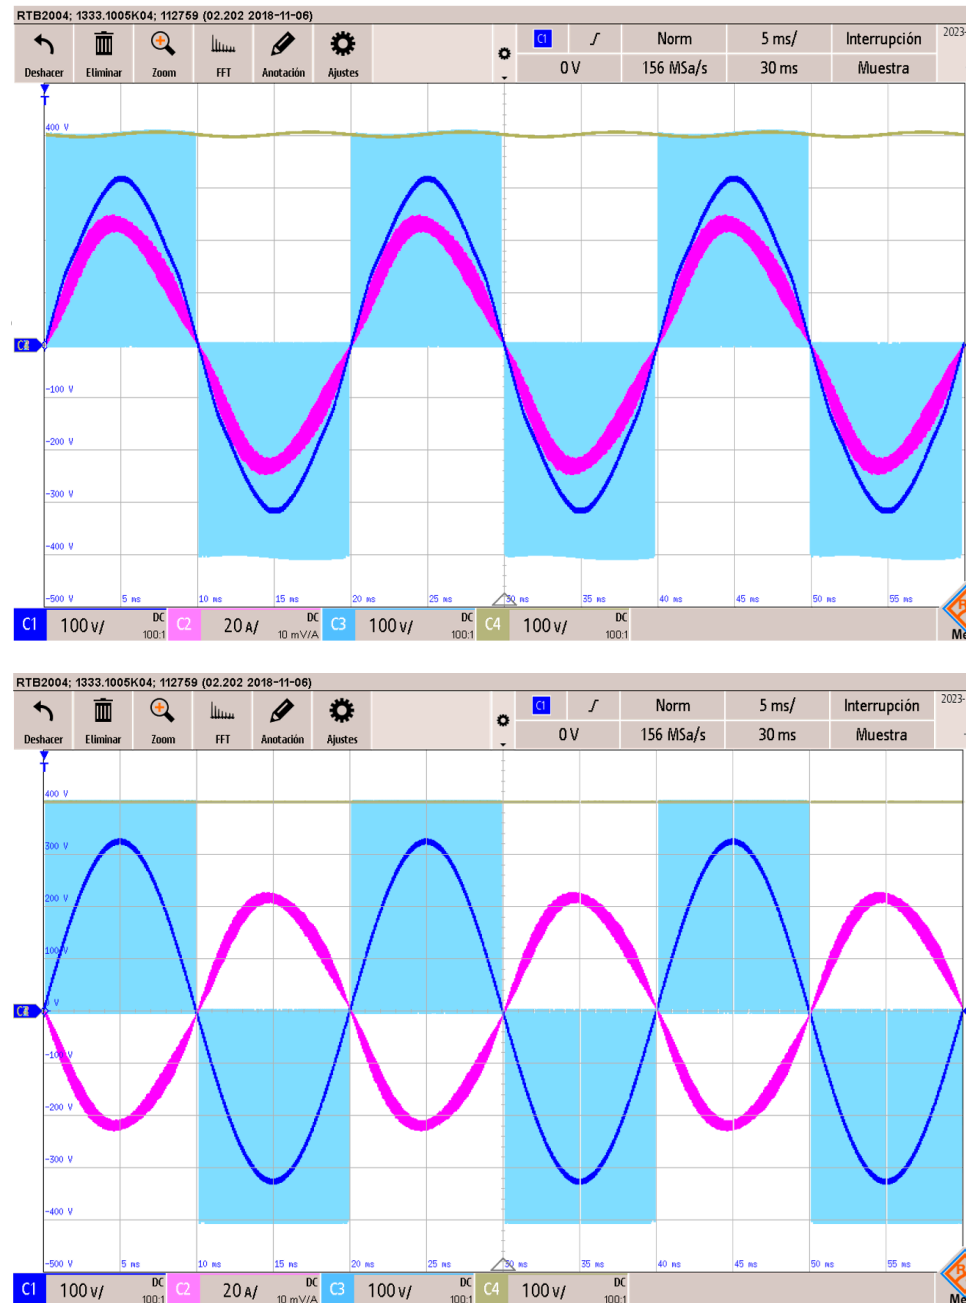 RTB2004; 1333.1005K04; 112759 (02.202 2018-11-06)
Deshacer Eliminar Zoom FFT Anotación Ajustes
C1 Norm 5 ms/ Interrupción 2023-
0 V 156 MSa/s 30 ms Muestra
T
400 V
-100 V
-200 V
-300 V
-400 V
-500 V 5 ms 10 ms 15 ms 20 ms 25 ms 30 ms 35 ms 40 ms 45 ms 50 ms 55 ms
C1 100 V/ DC 100:1 C2 20 A/ DC 10 mV/A C3 100 V/ DC 100:1 C4 100 V/ DC 100:1
Me
RTB2004; 1333.1005K04; 112759 (02.202 2018-11-06)
Deshacer Eliminar Zoom FFT Anotación Ajustes
C1 Norm 5 ms/ Interrupción 2023-
0 V 156 MSa/s 30 ms Muestra
T
400 V
300 V
200 V
100 V
V
-100 V
-200 V
-300 V
-400 V
-500 V 5 ms 10 ms 15 ms 20 ms 25 ms 30 ms 35 ms 40 ms 45 ms 50 ms 55 ms
C1 100 V/ DC 100:1 C2 20 A/ DC 10 mV/A C3 100 V/ DC 100:1 C4 100 V/ DC 100:1
Me